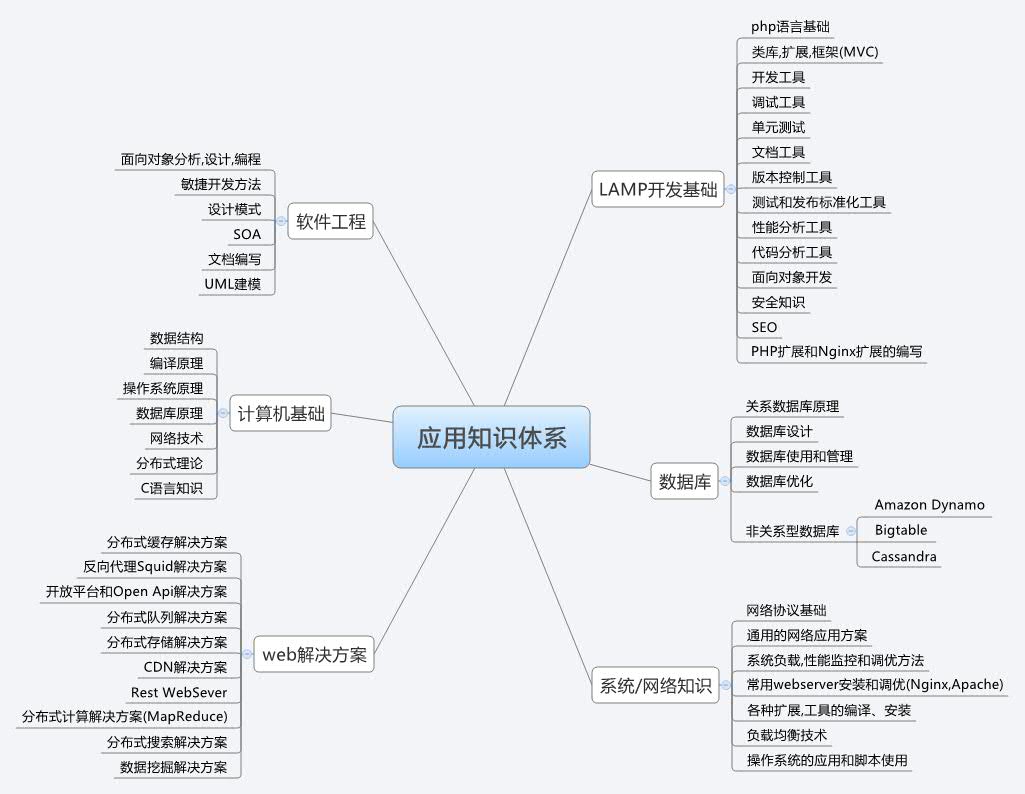 应用知识体系
LAMP开发基础
php语言基础
类库,扩展,框架(MVC)
开发工具
调试工具
单元测试
文档工具
版本控制工具
测试和发布标准化工具
性能分析工具
代码分析工具
面向对象开发
安全知识
SEO
PHP扩展和Nginx扩展的编写
数据库
关系数据库原理
数据库设计
数据库使用和管理
数据库优化
非关系型数据库
Amazon Dynamo
Bigtable
Cassandra
系统/网络知识
网络协议基础
通用的网络应用方案
系统负载,性能监控和调优方法
常用webserver安装和调优(Nginx,Apache)
各种扩展,工具的编译、安装
负载均衡技术
操作系统的应用和脚本使用
软件工程
面向对象分析,设计,编程
敏捷开发方法
设计模式
SOA
文档编写
UML建模
计算机基础
数据结构
编译原理
操作系统原理
数据库原理
网络技术
分布式理论
C语言知识
web解决方案
分布式缓存解决方案
反向代理Squid解决方案
开放平台和Open Api解决方案
分布式队列解决方案
分布式存储解决方案
CDN解决方案
Rest WebSever
分布式计算解决方案(MapReduce)
分布式搜索解决方案
数据挖掘解决方案